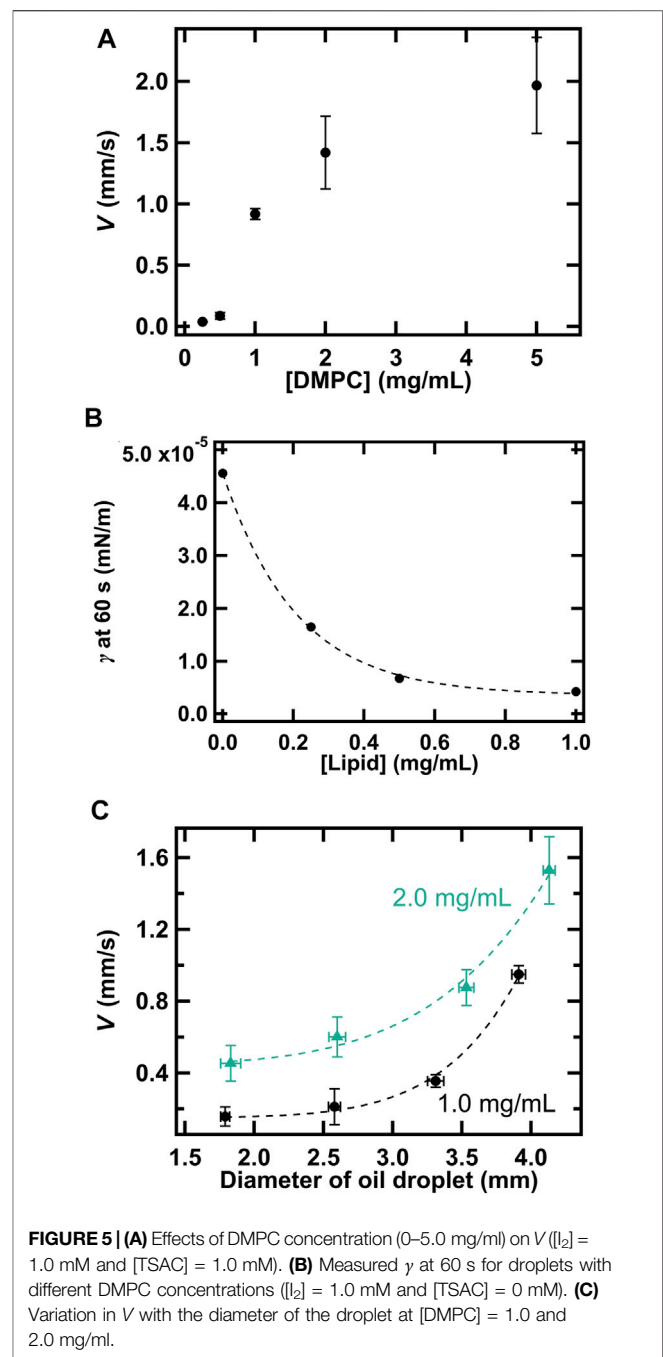 A
2.0
1.5
1.0
0.5
0.0
V (mm/s)
0 1 2 3 4 5
[DMPC] (mg/mL)
B
5.0 x10⁻⁵
4.0
3.0
2.0
1.0
0.0
γ at 60 s (mN/m)
0.0 0.2 0.4 0.6 0.8 1.0
[Lipid] (mg/mL)
C
1.6
1.2
0.8
0.4
V (mm/s)
2.0 mg/mL
1.0 mg/mL
1.5 2.0 2.5 3.0 3.5 4.0
Diameter of oil droplet (mm)
FIGURE 5 | (A) Effects of DMPC concentration (0–5.0 mg/ml) on V ([I₂] =
1.0 mM and [TSAC] = 1.0 mM). (B) Measured γ at 60 s for droplets with
different DMPC concentrations ([I₂] = 1.0 mM and [TSAC] = 0 mM). (C)
Variation in V with the diameter of the droplet at [DMPC] = 1.0 and
2.0 mg/ml.